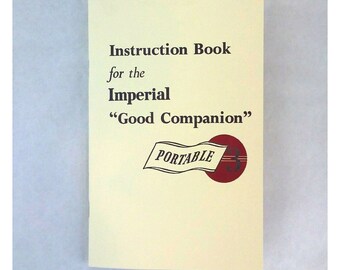 Instruction Book
for the
Imperial
“Good Companion”
PORTABLE